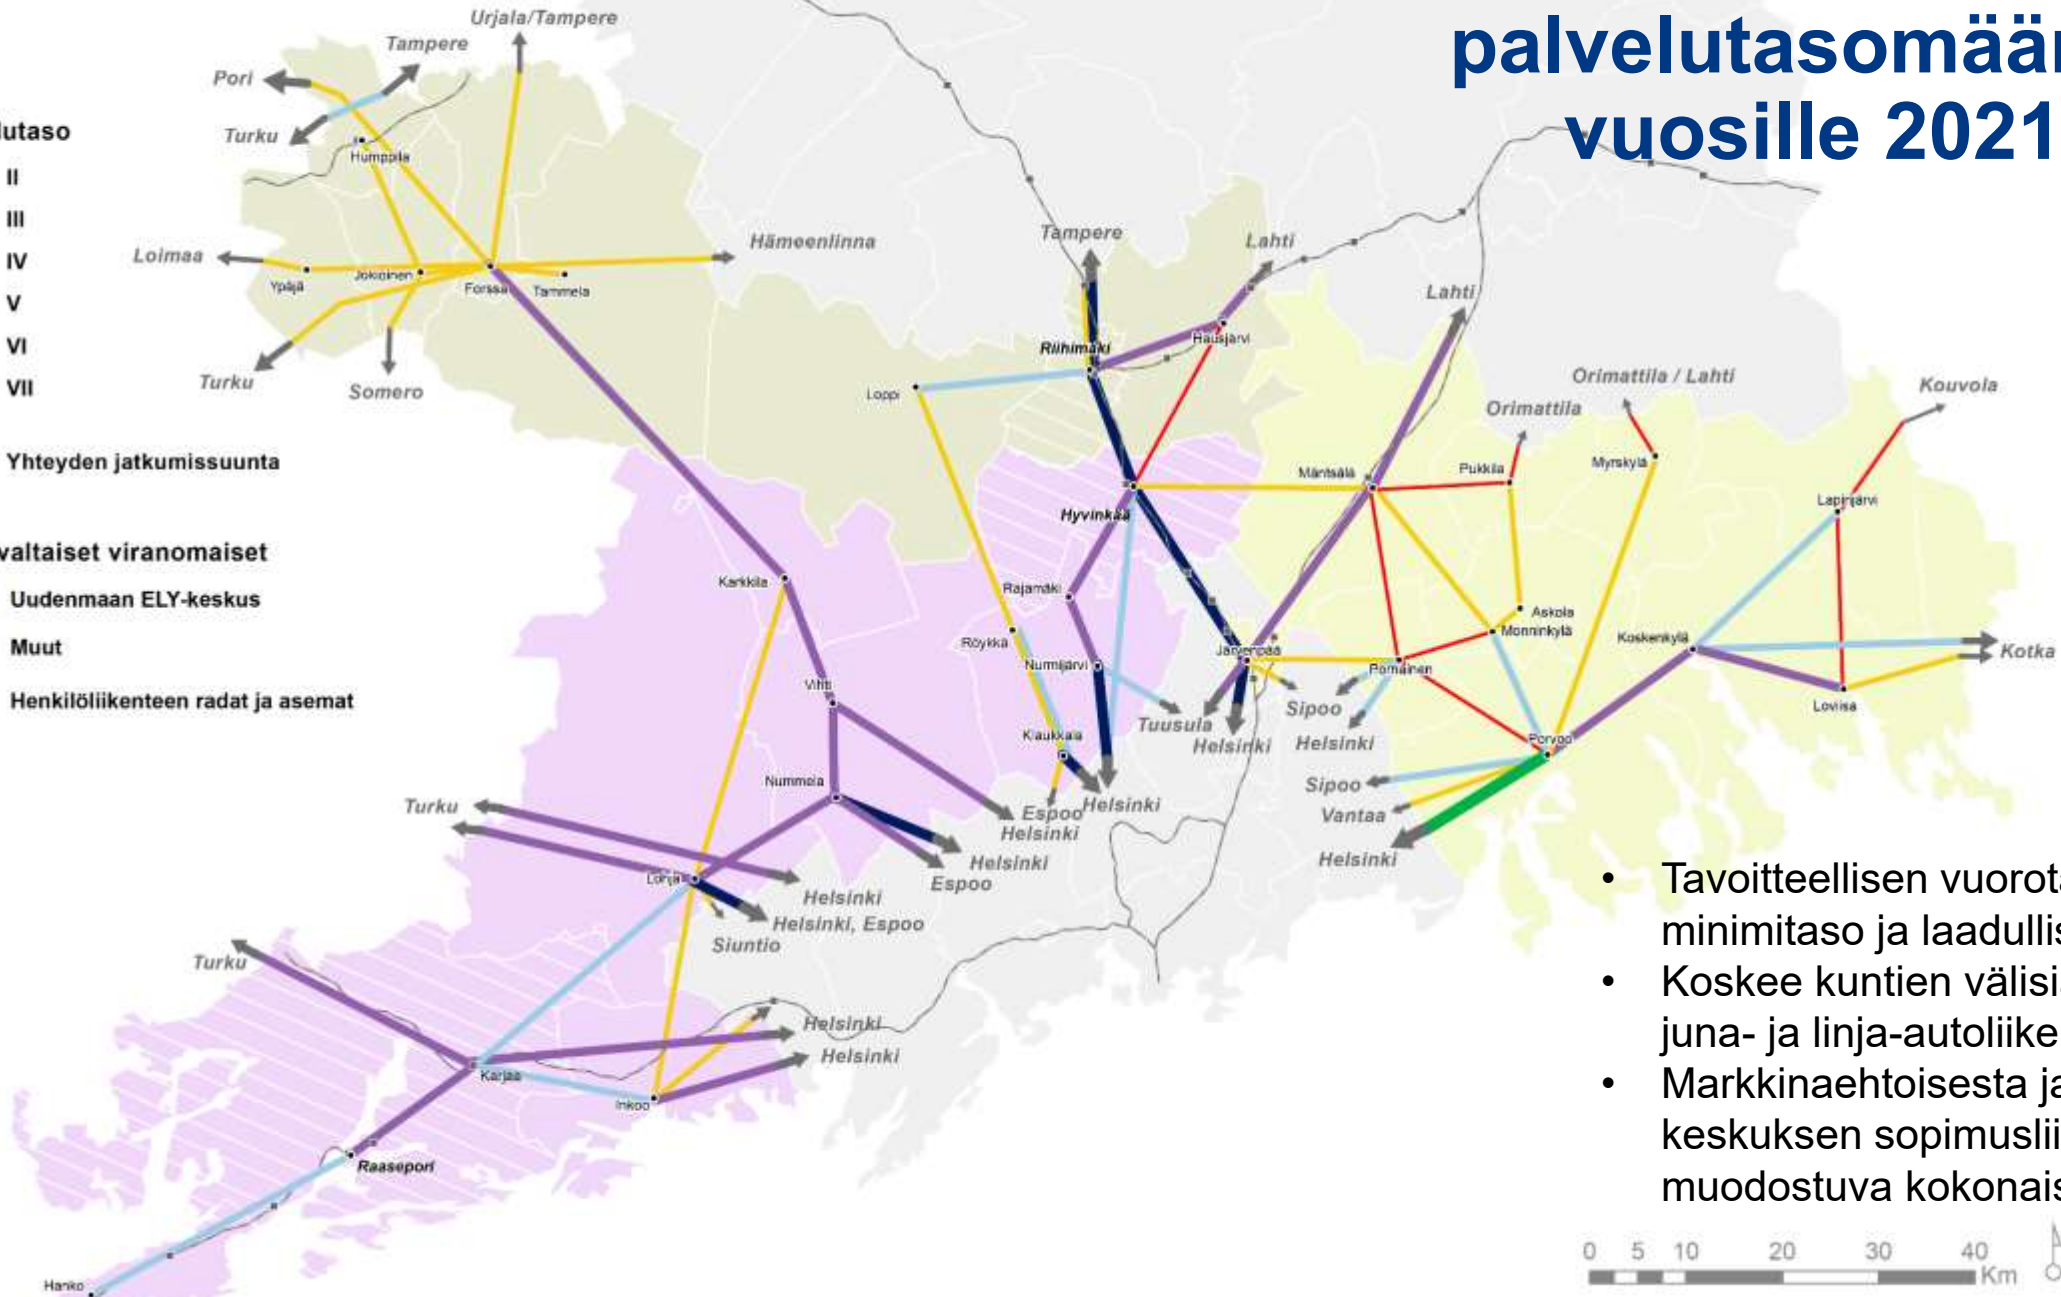 palvelutasomäär
vuosille 2021
lutaso
II
III
IV
V
VI
VII
Yhteyden jatkumissuunta
valtaiset viranomaiset
Uudenmaan ELY-keskus
Muut
Henkilöliikenteen radat ja asemat
Urjala/Tampere
Tampere
Pori
Turku
Humppila
Loimaa
Hämeenlinna
Ypäjä
Jokioinen
Forssa
Tammela
Turku
Somero
Tampere
Lahti
Lahti
Riihimäki
Hausjärvi
Loppi
Orimattila / Lahti
Orimattila
Kouvola
Mäntsälä
Pukkila
Myrskylä
Lapinjärvi
Hyvinkää
Karkkila
Rajamäki
Röykkä
Nurmijärvi
Järvenpää
Askola
Monninkylä
Pornainen
Koskenkylä
Kotka
Loviisa
Vihti
Klaukkala
Tuusula
Helsinki
Sipoo
Helsinki
Porvoo
Sipoo
Vantaa
Helsinki
Nummela
Espoo
Helsinki
Helsinki
Helsinki
Espoo
Turku
Lohja
Helsinki
Helsinki, Espoo
Siuntio
Turku
Helsinki
Helsinki
Karjaa
Inkoo
Raasepori
Hanko
• Tavoitteellisen vuorota
minimitaso ja laadullis
• Koskee kuntien välisiä
juna- ja linja-autoliike
• Markkinaehtoisesta ja
keskuksen sopimuslii
muodostuva kokonais
0 5 10 20 30 40
Km